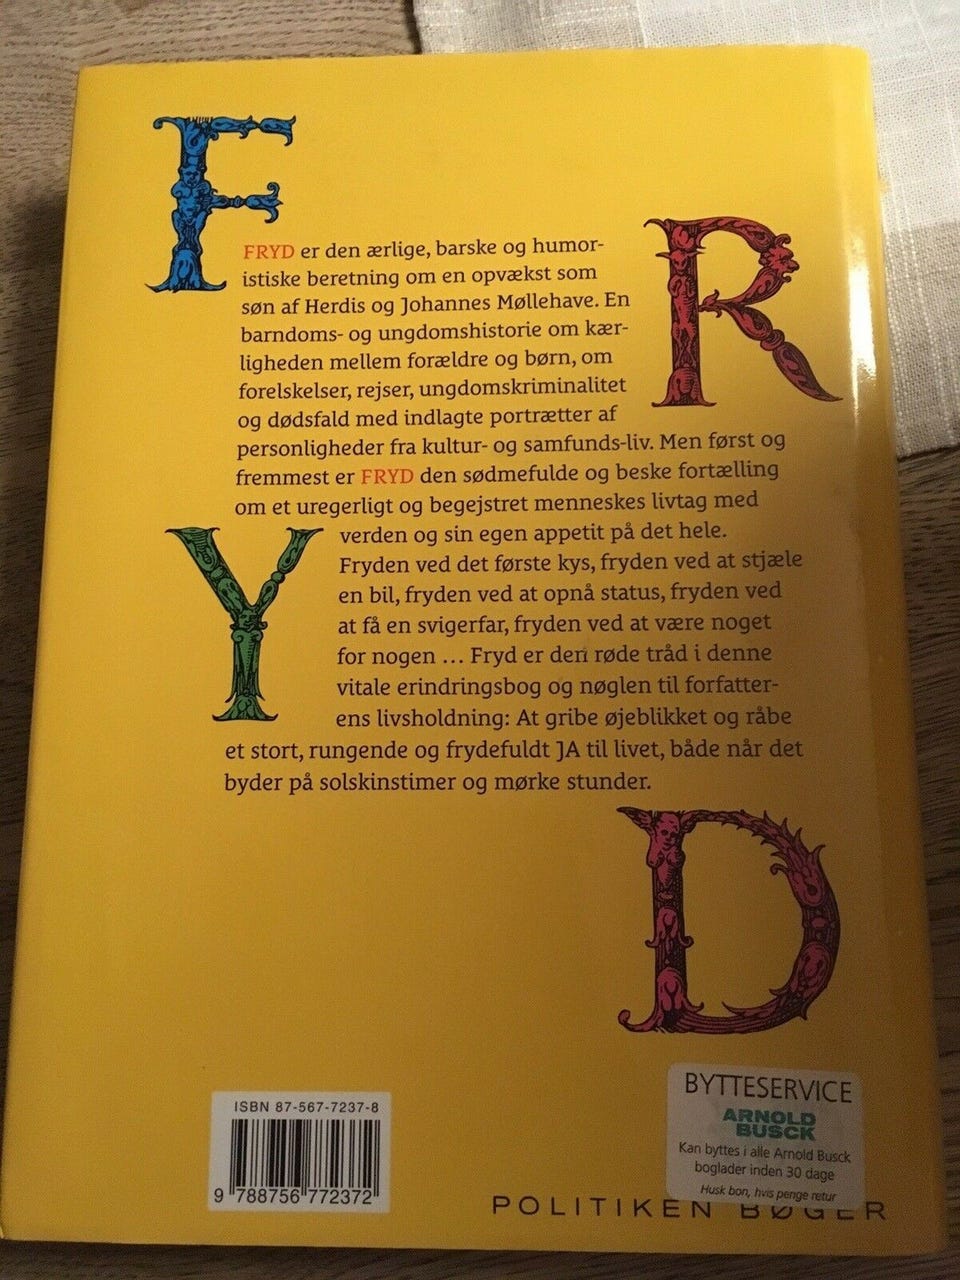 F
R
FRYD er den ærlige, barske og humor-
istiske beretning om en opvækst som
søn af Herdis og Johannes Møllehave. En
barndoms- og ungdomshistorie om kær-
ligheden mellem forældre og børn, om
forelskelser, rejser, ungdomskriminalitet
og dødsfald med indlagte portrætter af
personligheder fra kultur- og samfunds-liv. Men først og
fremmest er FRYD den sødmefulde og beske fortælling
om et uregerligt og begejstret menneskes livtag med
verden og sin egen appetit på det hele.
Y
Fryden ved det første kys, fryden ved at stjæle
en bil, fryden ved at opnå status, fryden ved
at få en svigerfar, fryden ved at være noget
for nogen ... Fryd er den røde tråd i denne
vitale erindringsbog og nøglen til forfatter-
ens livsholdning: At gribe øjeblikket og råbe
et stort, rungende og frydefuldt JA til livet, både når det
byder på solskinstimer og mørke stunder.
D
ISBN 87-567-7237-8
9 788756 772372
BYTTESERVICE
ARNOLD
BUSCK
Kan byttes i alle Arnold Busck
boglader inden 30 dage
Husk bon, hvis penge retur
POLITIKEN BØGER